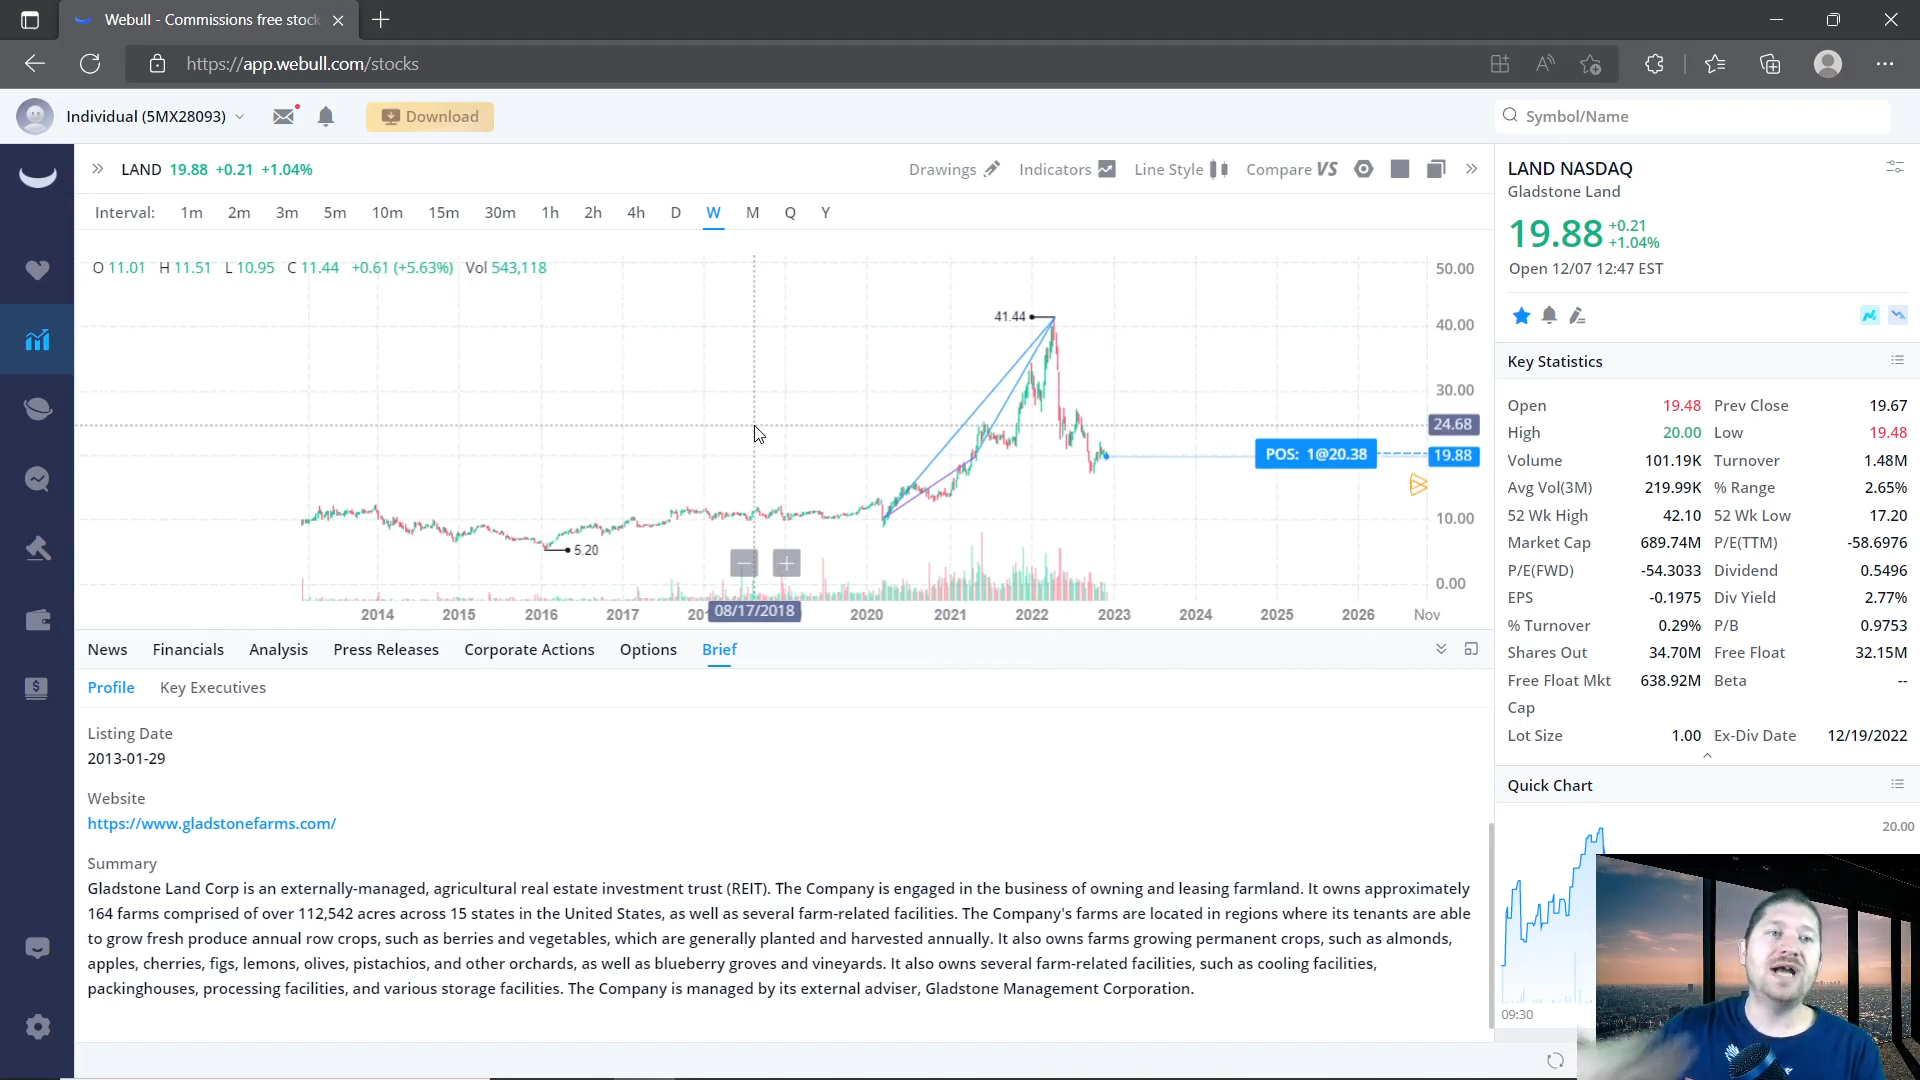 Webull - Commissions free stock
https://app.webull.com/stocks
Individual (5MX28093)
Download
Symbol/Name
LAND 19.88 +0.21 +1.04%
Drawings Indicators Line Style Compare VS
Interval: 1m 2m 3m 5m 10m 15m 30m 1h 2h 4h D W M Q Y
O 11.01 H 11.51 L 10.95 C 11.44 +0.61 (+5.63%) Vol 543,118
50.00
41.44
40.00
30.00
24.68
POS: 1@20.38
19.88
10.00
5.20
0.00
2014 2015 2016 2017 08/17/2018 2020 2021 2022 2023 2024 2025 2026 Nov
News Financials Analysis Press Releases Corporate Actions Options Brief
Profile Key Executives
Listing Date
2013-01-29
Website
https://www.gladstonefarms.com/
Summary
Gladstone Land Corp is an externally-managed, agricultural real estate investment trust (REIT). The Company is engaged in the business of owning and leasing farmland. It owns approximately
164 farms comprised of over 112,542 acres across 15 states in the United States, as well as several farm-related facilities. The Company's farms are located in regions where its tenants are able
to grow fresh produce annual row crops, such as berries and vegetables, which are generally planted and harvested annually. It also owns farms growing permanent crops, such as almonds,
apples, cherries, figs, lemons, olives, pistachios, and other orchards, as well as blueberry groves and vineyards. It also owns several farm-related facilities, such as cooling facilities,
packinghouses, processing facilities, and various storage facilities. The Company is managed by its external adviser, Gladstone Management Corporation.
LAND NASDAQ
Gladstone Land
19.88 +0.21
+1.04%
Open 12/07 12:47 EST
Key Statistics
Open 19.48 Prev Close 19.67
High 20.00 Low 19.48
Volume 101.19K Turnover 1.48M
Avg Vol(3M) 219.99K % Range 2.65%
52 Wk High 42.10 52 Wk Low 17.20
Market Cap 689.74M P/E(TTM) -58.6976
P/E(FWD) -54.3033 Dividend 0.5496
EPS -0.1975 Div Yield 2.77%
% Turnover 0.29% P/B 0.9753
Shares Out 34.70M Free Float 32.15M
Free Float Mkt 638.92M Beta --
Cap
Lot Size 1.00 Ex-Div Date 12/19/2022
Quick Chart
20.00
09:30